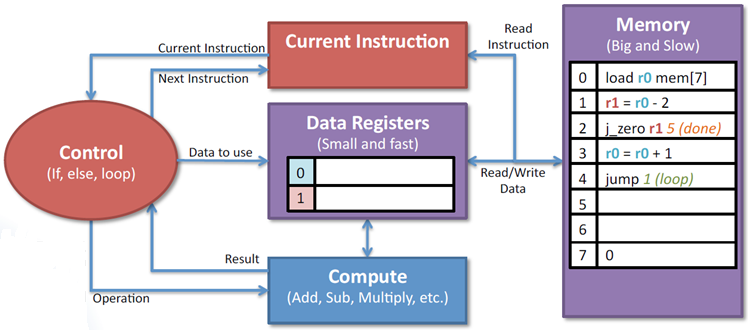 Current Instruction
Current Instruction
Next Instruction
Read
Instruction
Memory
(Big and Slow)
0 load r0 mem[7]
1 r1 = r0 - 2
2 j_zero r1 5 (done)
3 r0 = r0 + 1
4 jump 1 (loop)
5
6
7 0
Control
(If, else, loop)
Data to use
Data Registers
(Small and fast)
0
1
Read/Write
Data
Result
Operation
Compute
(Add, Sub, Multiply, etc.)